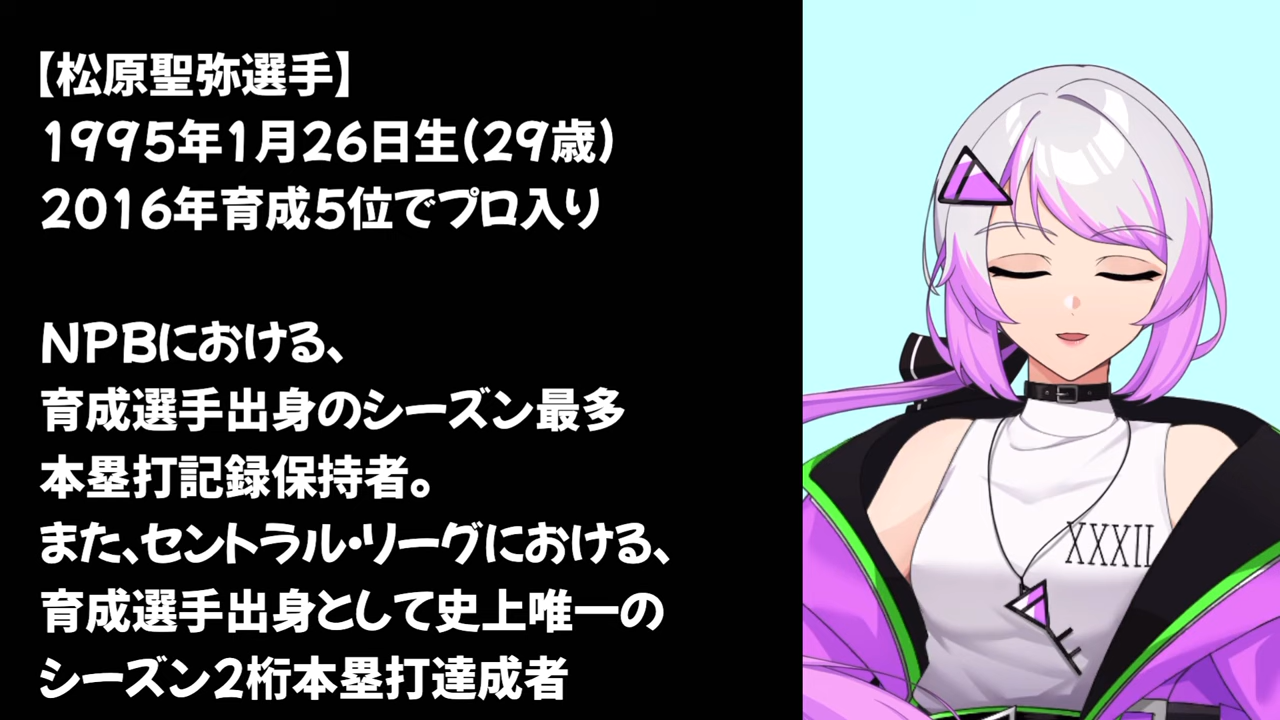 【松原聖弥選手】
1995年1月26日生(29歳)
2016年育成5位でプロ入り
NPBにおける、
育成選手出身のシーズン最多
本塁打記録保持者。
また、セントラル・リーグにおける、
育成選手出身として史上唯一の
シーズン2桁本塁打達成者
XXXII